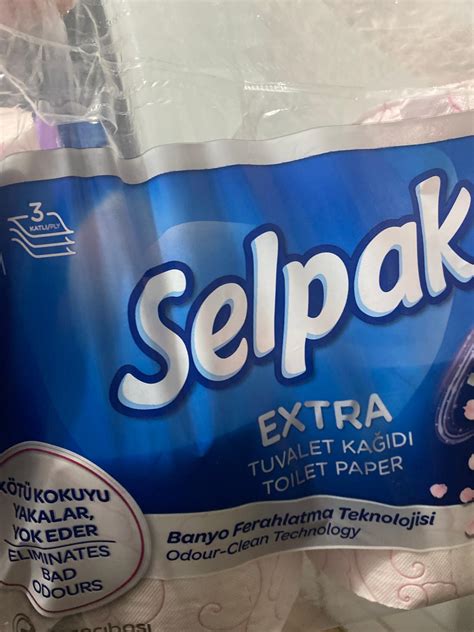 3
KATLI/PLY
Selpak
EXTRA
TUVALET KAĞIDI
TOILET PAPER
KÖTÜ KOKUYU
YAKALAR,
YOK EDER
ELIMINATES
BAD
ODOURS
Banyo Ferahlatma Teknolojisi
Odour-Clean Technology